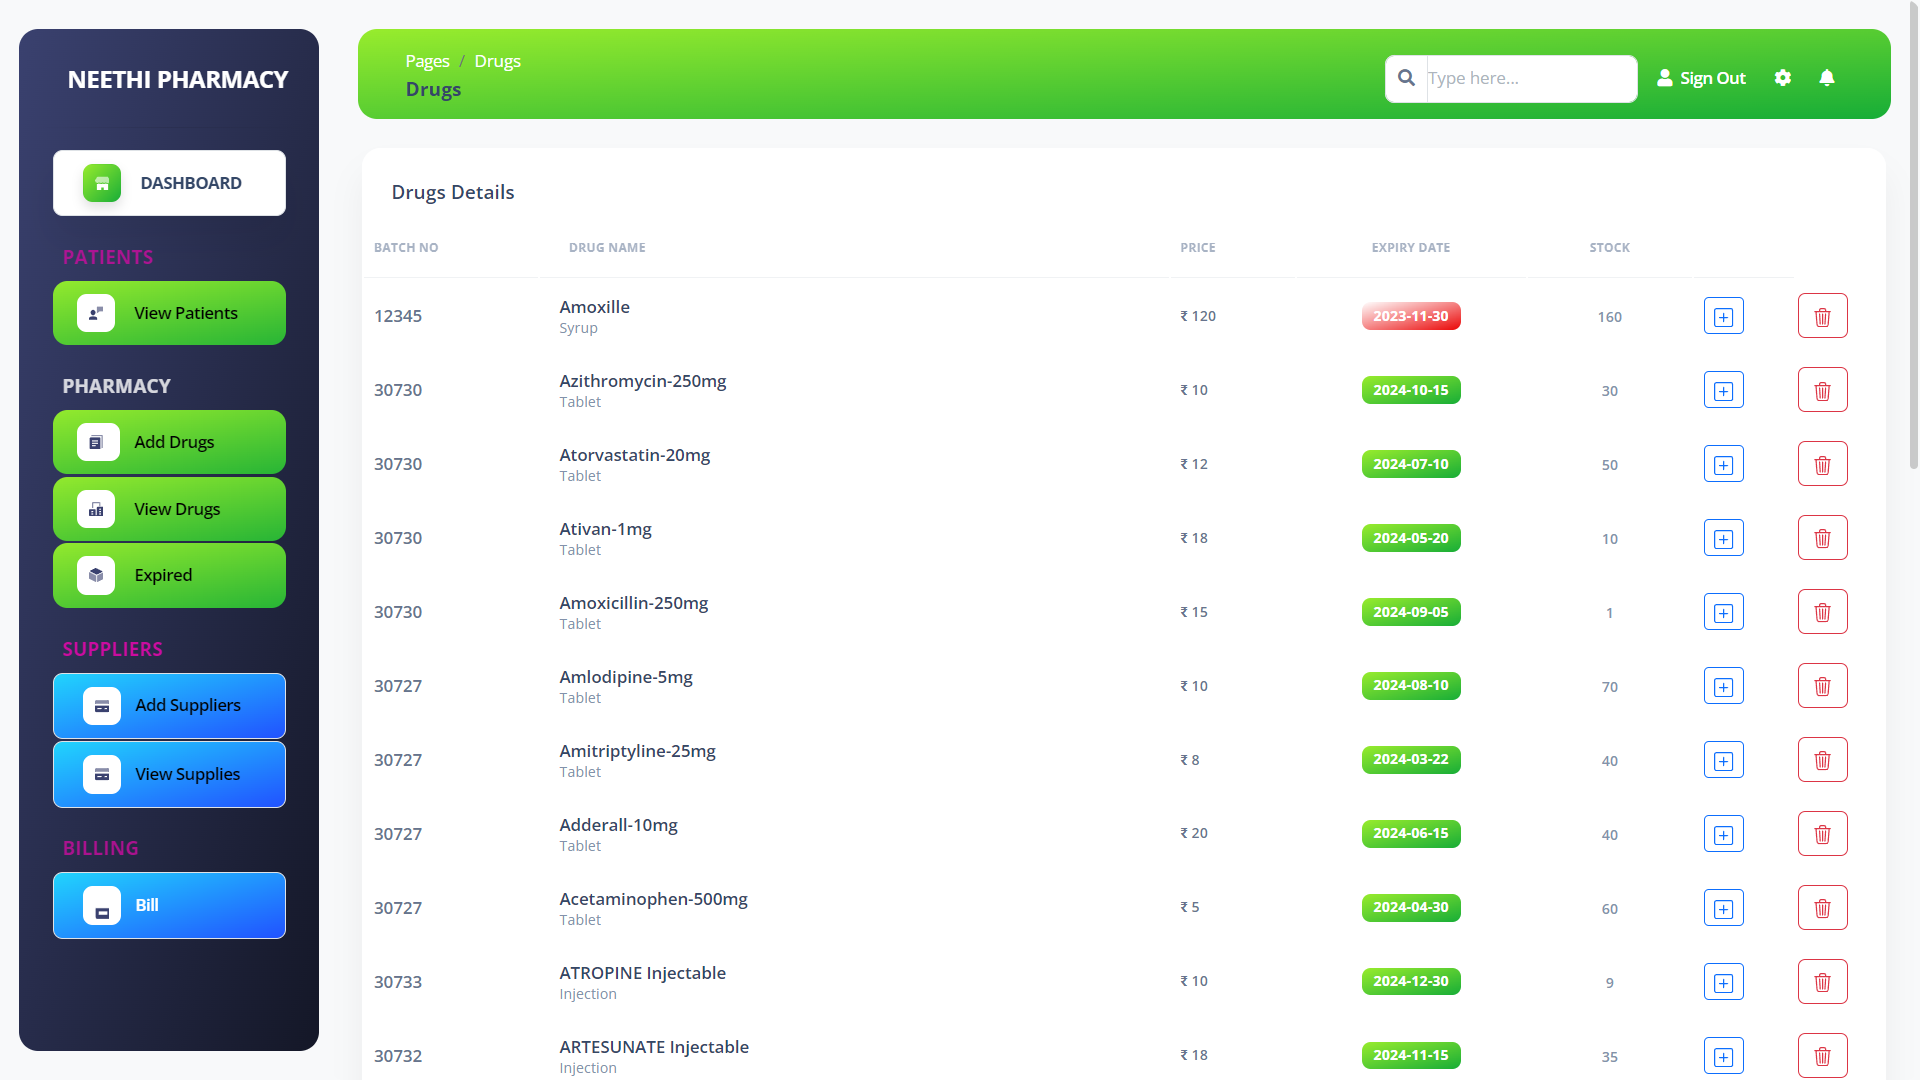 NEETHI PHARMACY
DASHBOARD
PATIENTS
View Patients
PHARMACY
Add Drugs
View Drugs
Expired
SUPPLIERS
Add Suppliers
View Supplies
BILLING
Bill
Pages / Drugs
Drugs
Type here...
Sign Out
Drugs Details
BATCH NO DRUG NAME PRICE EXPIRY DATE STOCK
12345 Amoxille ₹ 120 2023-11-30 160
Syrup
30730 Azithromycin-250mg ₹ 10 2024-10-15 30
Tablet
30730 Atorvastatin-20mg ₹ 12 2024-07-10 50
Tablet
30730 Ativan-1mg ₹ 18 2024-05-20 10
Tablet
30730 Amoxicillin-250mg ₹ 15 2024-09-05 1
Tablet
30727 Amlodipine-5mg ₹ 10 2024-08-10 70
Tablet
30727 Amitriptyline-25mg ₹ 8 2024-03-22 40
Tablet
30727 Adderall-10mg ₹ 20 2024-06-15 40
Tablet
30727 Acetaminophen-500mg ₹ 5 2024-04-30 60
Tablet
30733 ATROPINE Injectable ₹ 10 2024-12-30 9
Injection
30732 ARTESUNATE Injectable ₹ 18 2024-11-15 35
Injection